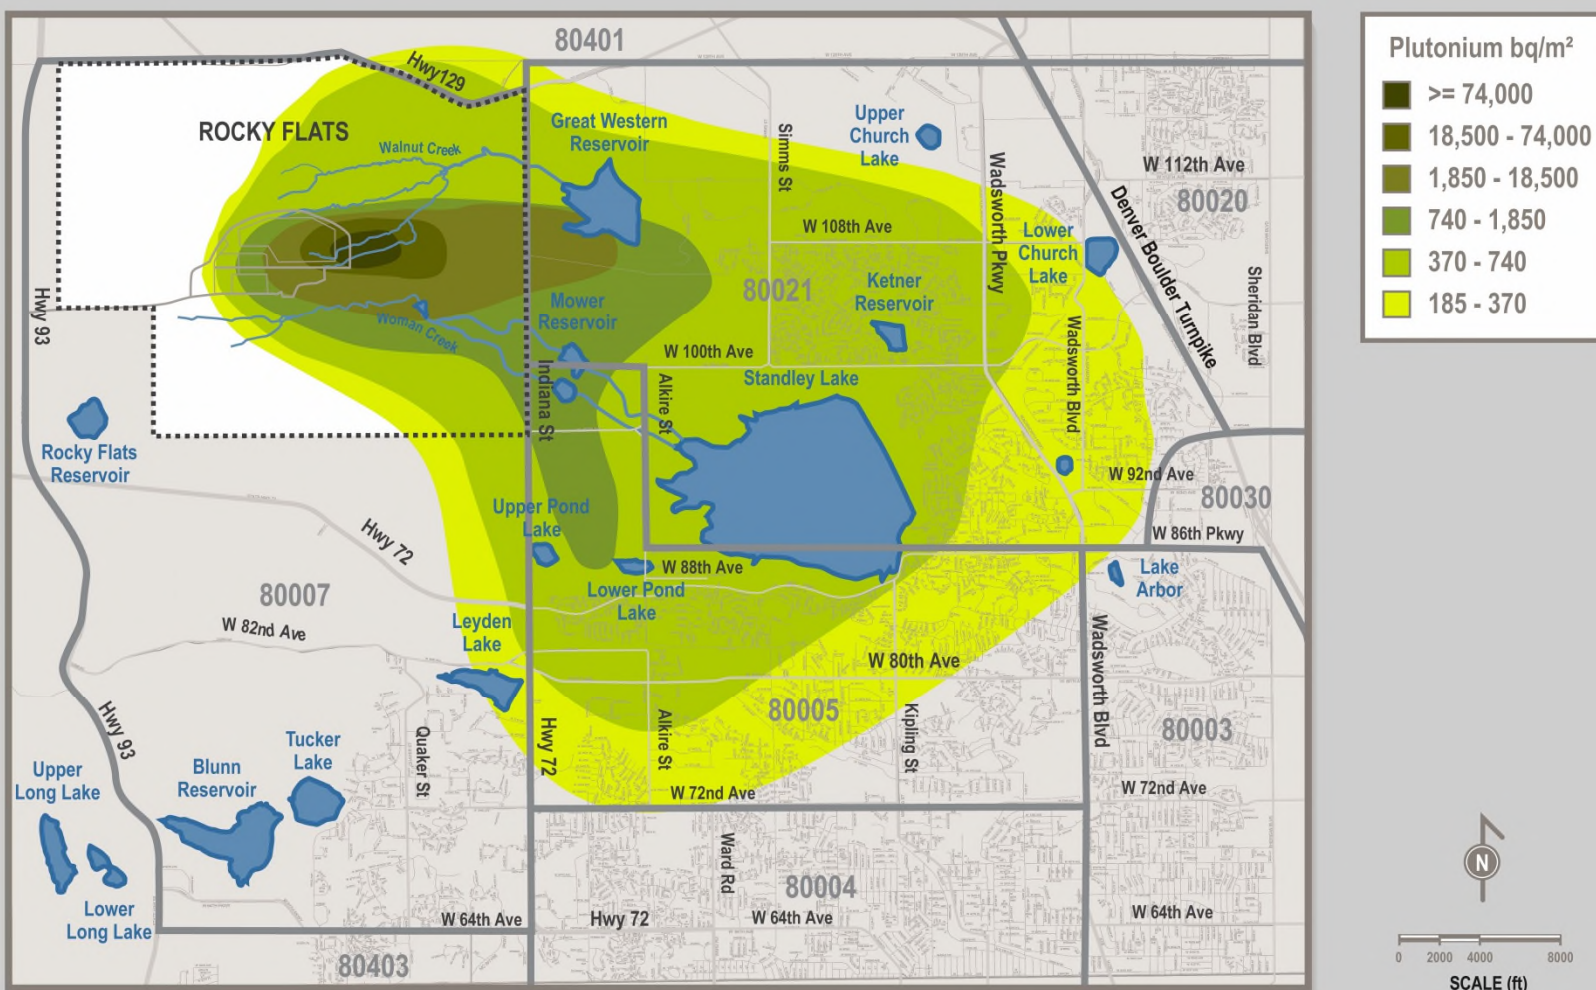 80401
Hwy129
ROCKY FLATS
Walnut Creek
Great Western
Reservoir
Simms St
Upper
Church
Lake
Wadsworth Pkwy
W 112th Ave
80020
Denver Boulder Turnpike
W 108th Ave
Lower
Church
Lake
Sheridan Blvd
80021
Ketner
Reservoir
Hwy 93
Mower
Reservoir
Woman Creek
Wadsworth Blvd
W 100th Ave
Indiana St
Alkire St
Standley Lake
Rocky Flats
Reservoir
W 92nd Ave
80030
Upper Pond
Lake
W 86th Pkwy
Hwy 72
W 88th Ave
Lake
Arbor
80007
Lower Pond
Lake
Leyden
Lake
W 82nd Ave
W 80th Ave
Wadsworth Blvd
80005
80003
Hwy 93
Quaker St
Hwy 72
Alkire St
Kipling St
Tucker
Lake
Upper
Long Lake
Blunn
Reservoir
W 72nd Ave
W 72nd Ave
Ward Rd
80004
Lower
Long Lake
W 64th Ave
Hwy 72
W 64th Ave
W 64th Ave
80403
Plutonium bq/m²
>= 74,000
18,500 - 74,000
1,850 - 18,500
740 - 1,850
370 - 740
185 - 370
N
0 2000 4000 8000
SCALE (ft)